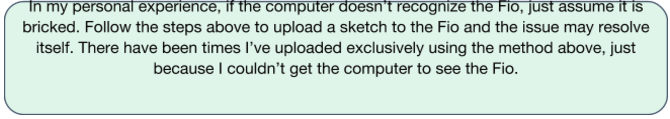 In my personal experience, if the computer doesn’t recognize the Fio, just assume it is
bricked. Follow the steps above to upload a sketch to the Fio and the issue may resolve
itself. There have been times I’ve uploaded exclusively using the method above, just
because I couldn’t get the computer to see the Fio.